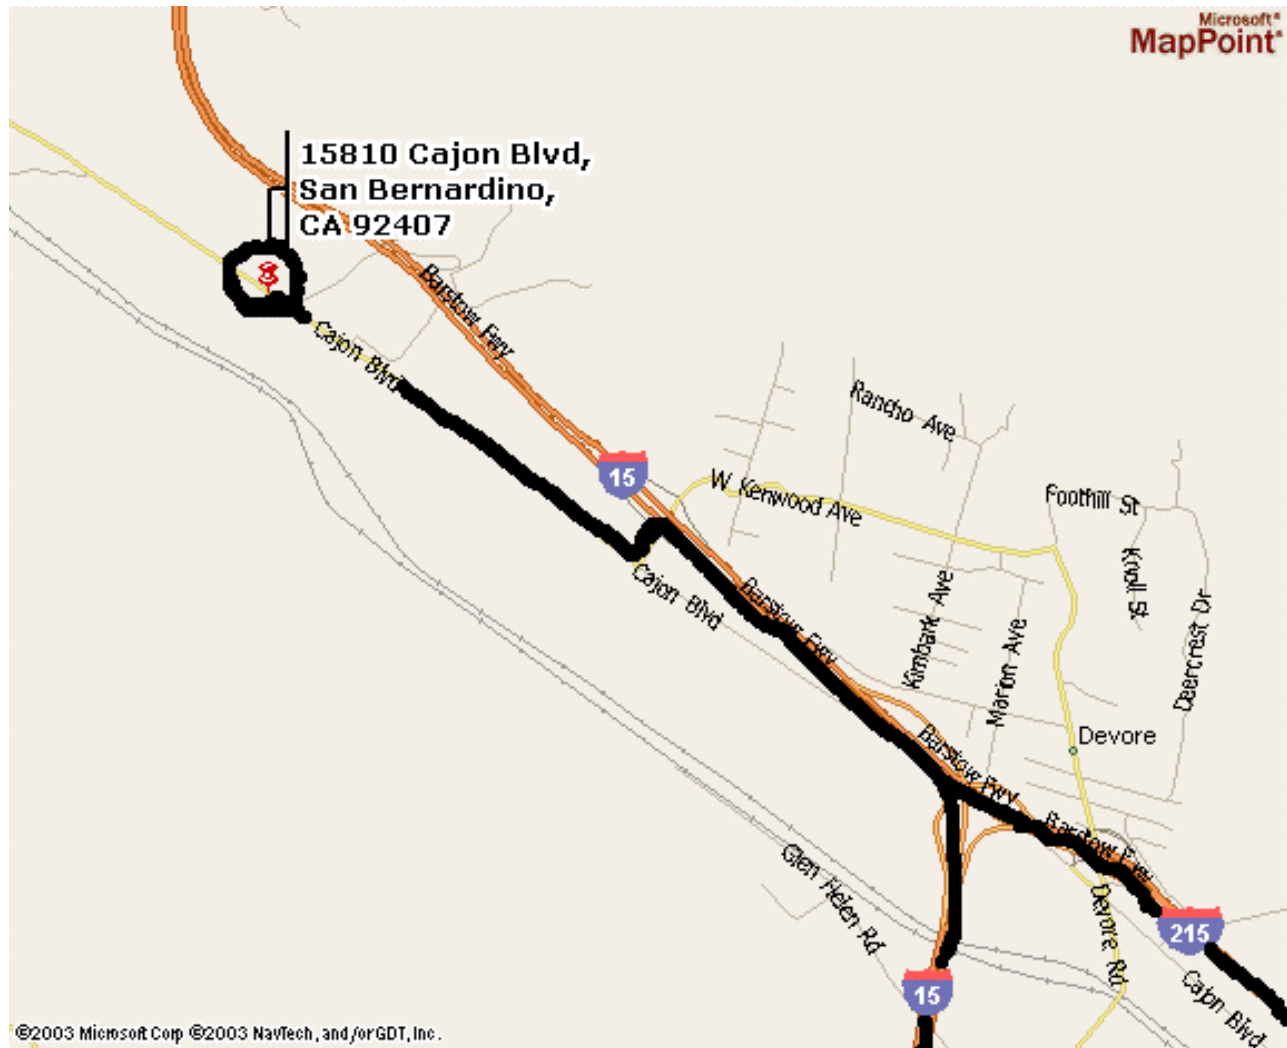 Microsoft®
MapPoint®
15810 Cajon Blvd,
San Bernardino,
CA 92407
Barstow Fwy
Cajon Blvd
Rancho Ave
15
W Kenwood Ave
Foothill St
Knoll St
Cajon Blvd
Barstow Fwy
Kimbark Ave
Marion Ave
Deercrest Dr
Devore
Barstow Fwy
Barstow Fwy
Glen Helen Rd
Devore Rd
215
15
Cajon Blvd
©2003 Microsoft Corp ©2003 NavTech, and/or GDT, Inc.